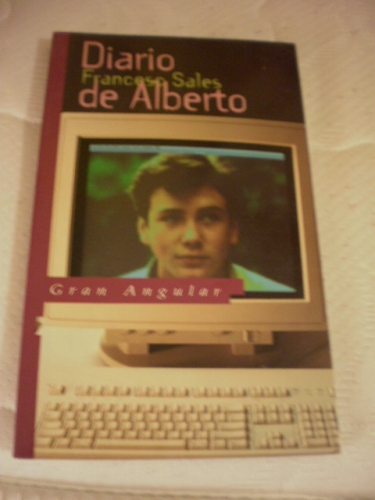 Diario
Francesc Sales
de Alberto
Gran Angular